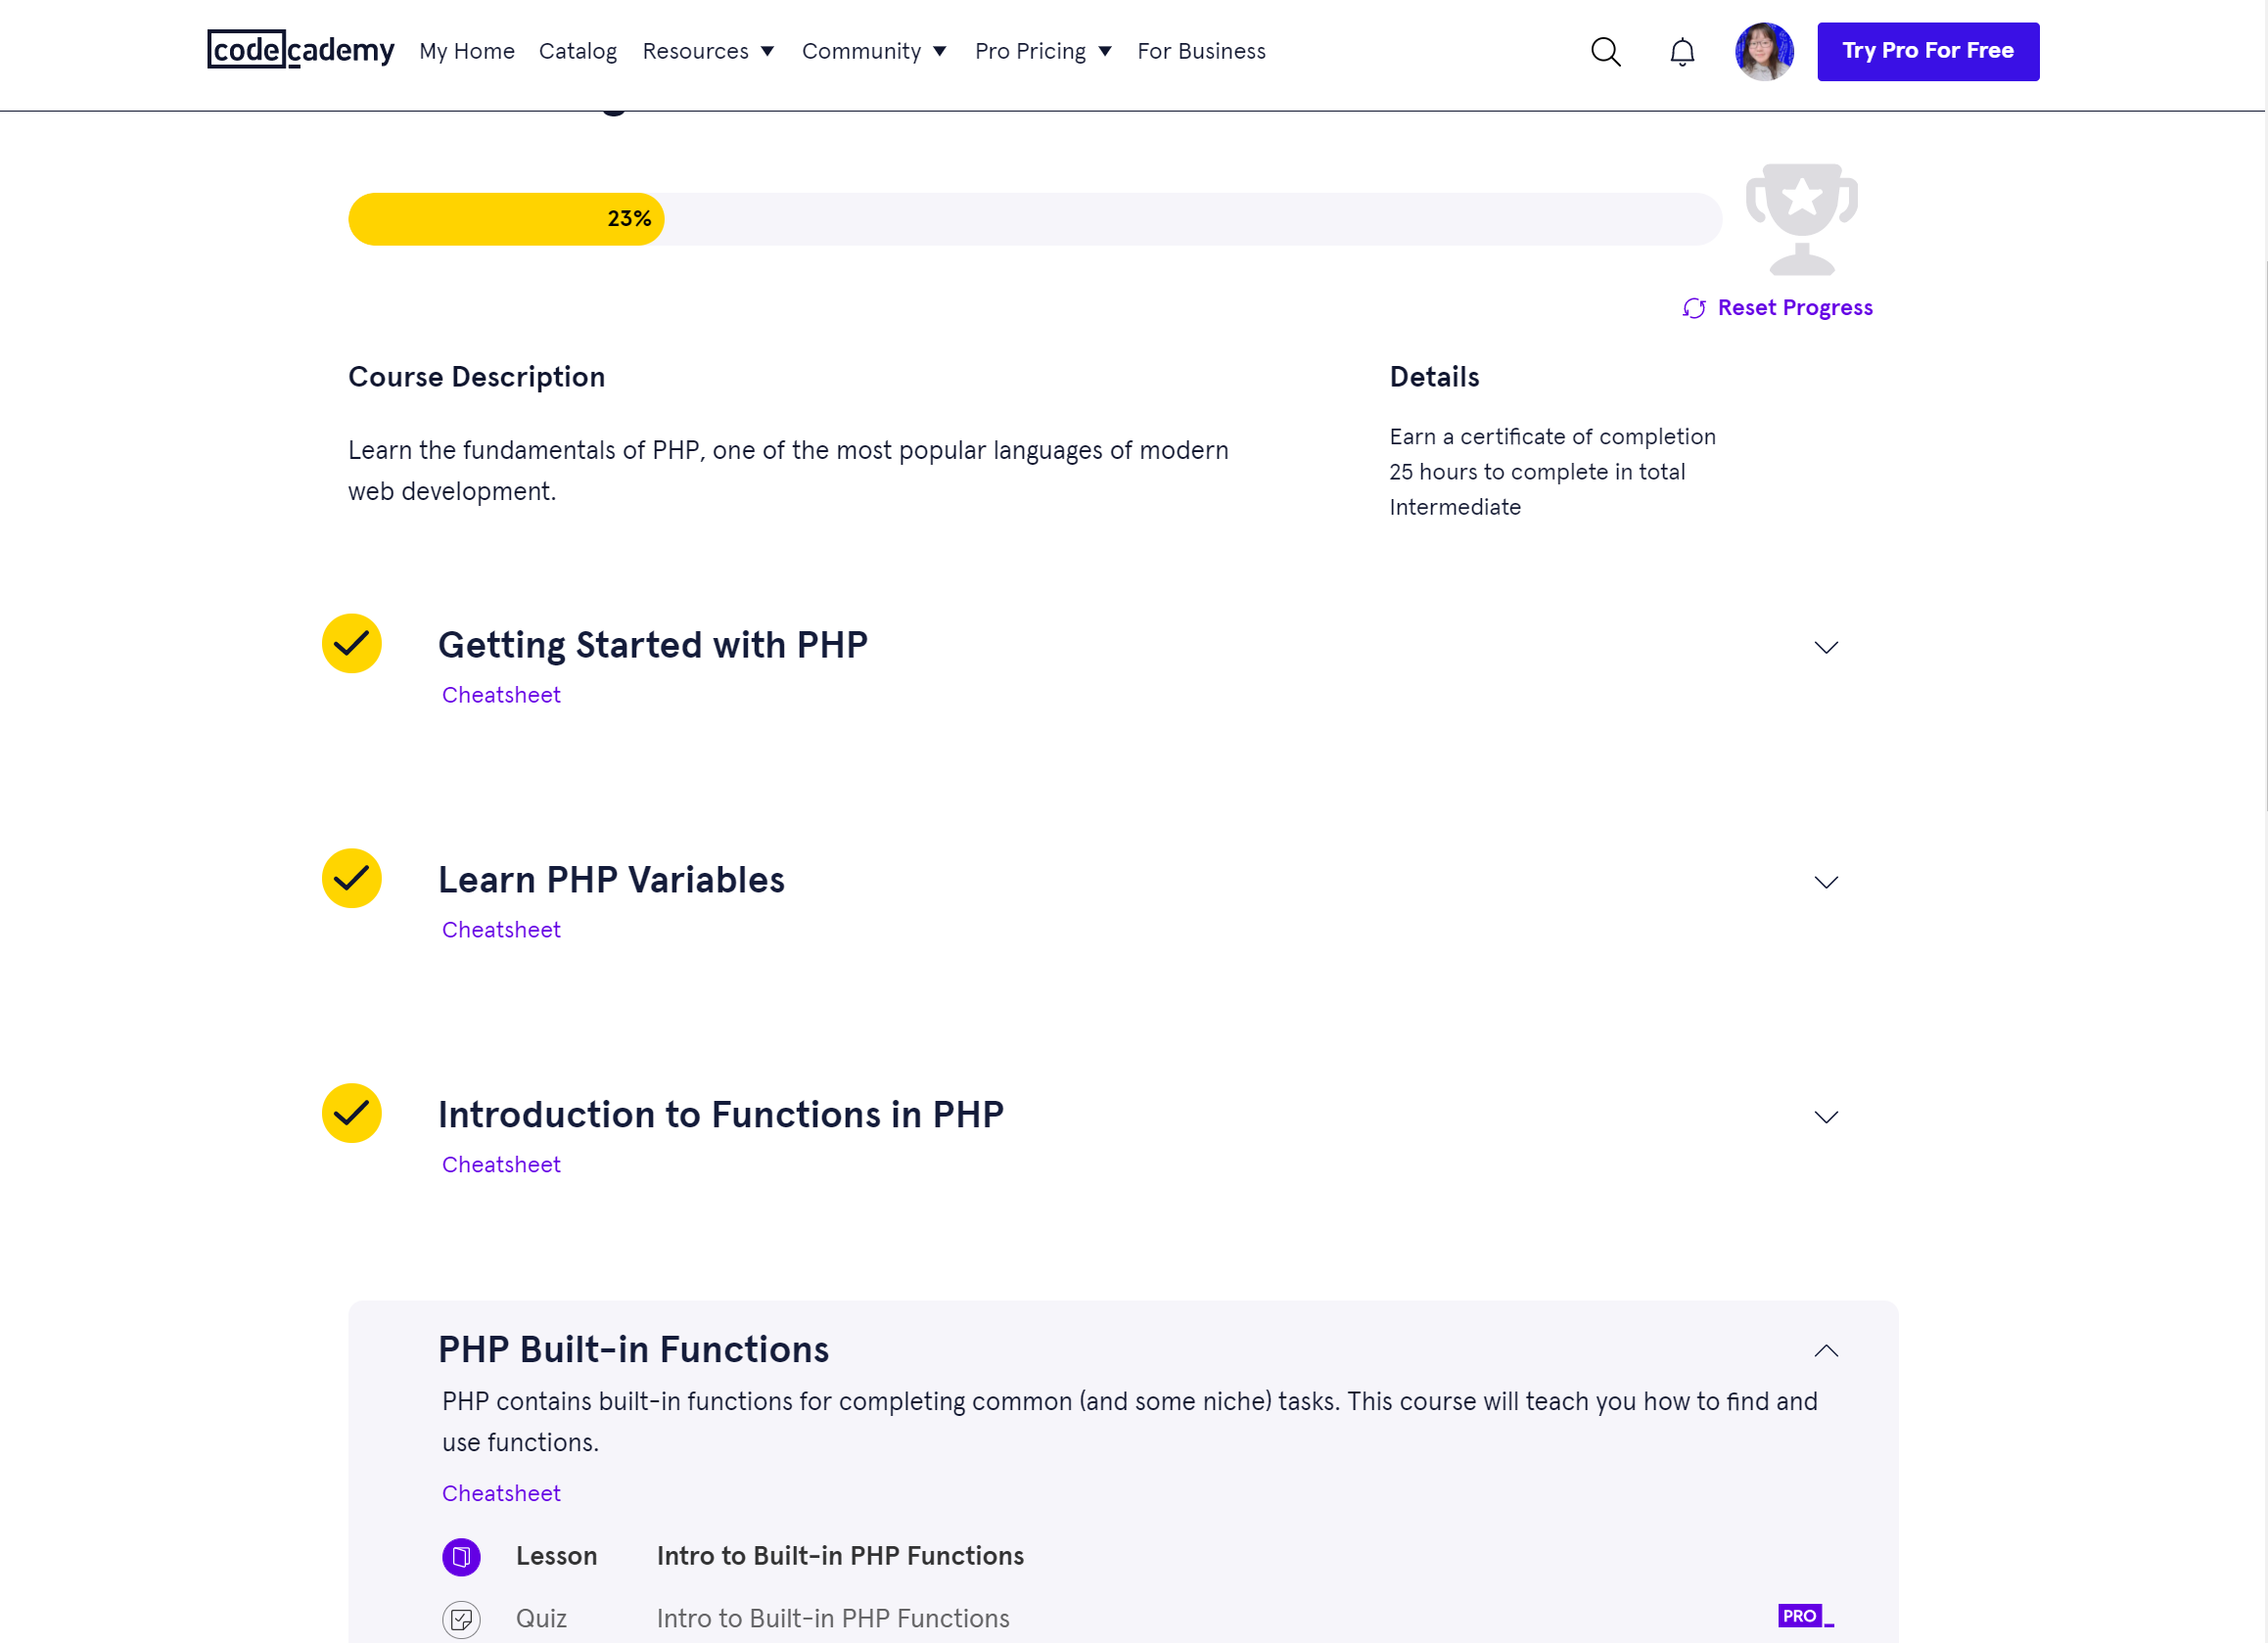 codecademy My Home Catalog Resources Community Pro Pricing For Business Try Pro For Free
23%
Reset Progress
Course Description
Learn the fundamentals of PHP, one of the most popular languages of modern
web development.
Details
Earn a certificate of completion
25 hours to complete in total
Intermediate
Getting Started with PHP
Cheatsheet
Learn PHP Variables
Cheatsheet
Introduction to Functions in PHP
Cheatsheet
PHP Built-in Functions
PHP contains built-in functions for completing common (and some niche) tasks. This course will teach you how to find and
use functions.
Cheatsheet
Lesson Intro to Built-in PHP Functions
Quiz Intro to Built-in PHP Functions PRO